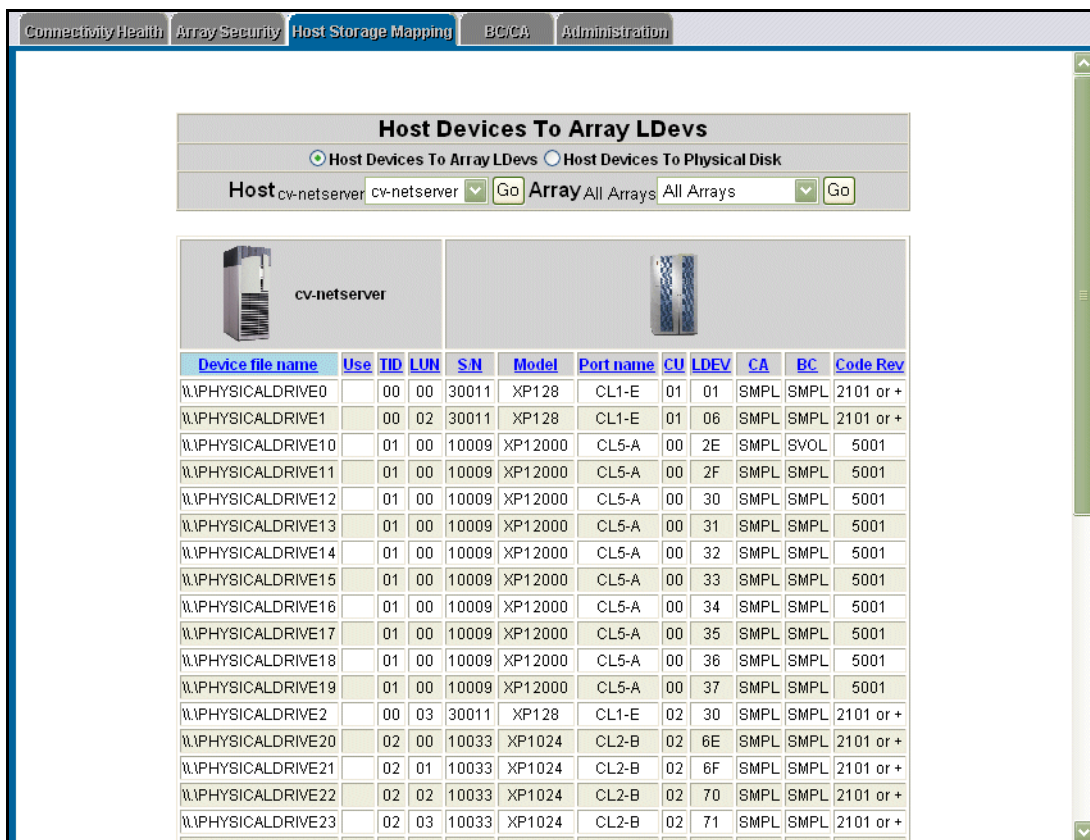 Connectivity Health Array Security Host Storage Mapping BC/CA Administration
Host Devices To Array LDevs
Host Devices To Array LDevs Host Devices To Physical Disk
Host cv-netserver cv-netserver Go Array All Arrays All Arrays Go
cv-netserver
Device file name Use TID LUN S/N Model Port name CU LDEV CA BC Code Rev
\\.\PHYSICALDRIVE0 00 00 30011 XP128 CL1-E 01 01 SMPL SMPL 2101 or +
\\.\PHYSICALDRIVE1 00 02 30011 XP128 CL1-E 01 06 SMPL SMPL 2101 or +
\\.\PHYSICALDRIVE10 01 00 10009 XP12000 CL5-A 00 2E SMPL SVOL 5001
\\.\PHYSICALDRIVE11 01 00 10009 XP12000 CL5-A 00 2F SMPL SMPL 5001
\\.\PHYSICALDRIVE12 01 00 10009 XP12000 CL5-A 00 30 SMPL SMPL 5001
\\.\PHYSICALDRIVE13 01 00 10009 XP12000 CL5-A 00 31 SMPL SMPL 5001
\\.\PHYSICALDRIVE14 01 00 10009 XP12000 CL5-A 00 32 SMPL SMPL 5001
\\.\PHYSICALDRIVE15 01 00 10009 XP12000 CL5-A 00 33 SMPL SMPL 5001
\\.\PHYSICALDRIVE16 01 00 10009 XP12000 CL5-A 00 34 SMPL SMPL 5001
\\.\PHYSICALDRIVE17 01 00 10009 XP12000 CL5-A 00 35 SMPL SMPL 5001
\\.\PHYSICALDRIVE18 01 00 10009 XP12000 CL5-A 00 36 SMPL SMPL 5001
\\.\PHYSICALDRIVE19 01 00 10009 XP12000 CL5-A 00 37 SMPL SMPL 5001
\\.\PHYSICALDRIVE2 00 03 30011 XP128 CL1-E 02 30 SMPL SMPL 2101 or +
\\.\PHYSICALDRIVE20 02 00 10033 XP1024 CL2-B 02 6E SMPL SMPL 2101 or +
\\.\PHYSICALDRIVE21 02 01 10033 XP1024 CL2-B 02 6F SMPL SMPL 2101 or +
\\.\PHYSICALDRIVE22 02 02 10033 XP1024 CL2-B 02 70 SMPL SMPL 2101 or +
\\.\PHYSICALDRIVE23 02 03 10033 XP1024 CL2-B 02 71 SMPL SMPL 2101 or +